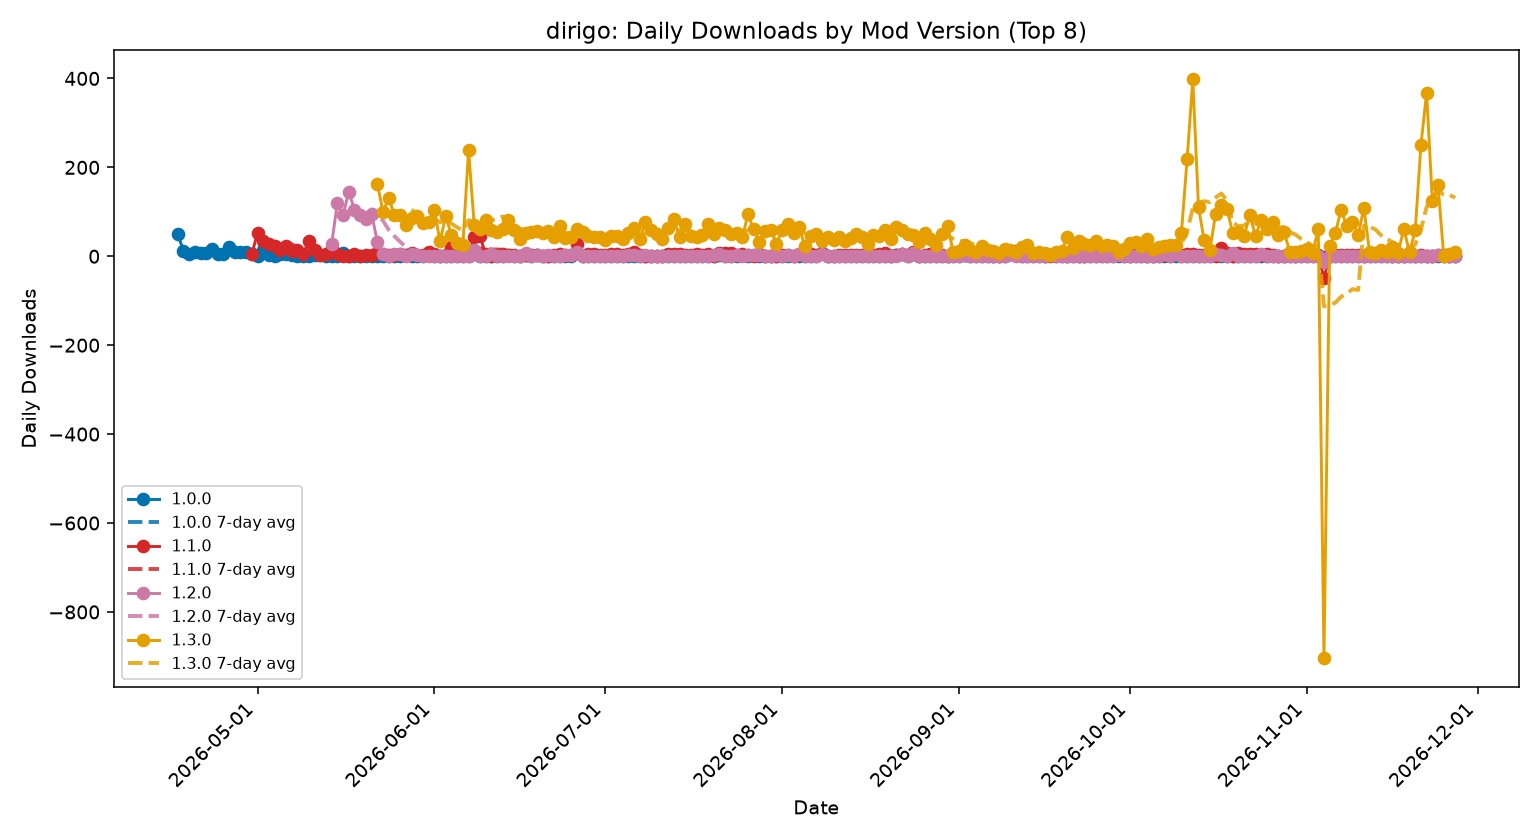 dirigo: Daily Downloads by Mod Version (Top 8)
Daily Downloads
400
200
0
−200
−400
−600
−800
1.0.0
1.0.0 7-day avg
1.1.0
1.1.0 7-day avg
1.2.0
1.2.0 7-day avg
1.3.0
1.3.0 7-day avg
2026-05-01
2026-06-01
2026-07-01
2026-08-01
2026-09-01
2026-10-01
2026-11-01
2026-12-01
Date